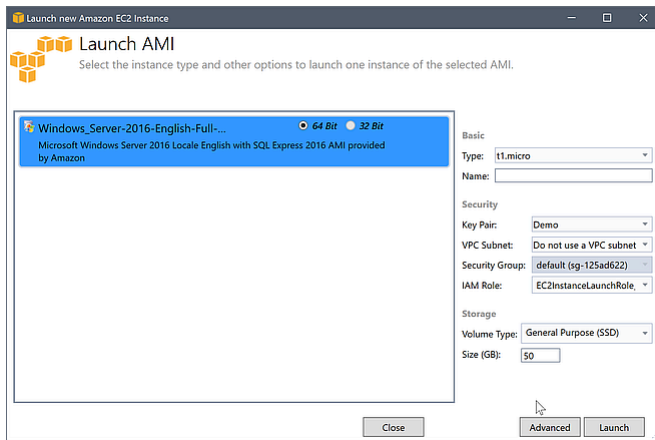 Launch new Amazon EC2 Instance
Launch AMI
Select the instance type and other options to launch one instance of the selected AMI.
Windows_Server-2016-English-Full-...
64 Bit
32 Bit
Microsoft Windows Server 2016 Locale English with SQL Express 2016 AMI provided
by Amazon
Basic
Type: t1.micro
Name:
Security
Key Pair: Demo
VPC Subnet: Do not use a VPC subnet
Security Group: default (sg-125ad622)
IAM Role: EC2InstanceLaunchRole,
Storage
Volume Type: General Purpose (SSD)
Size (GB): 50
Close
Advanced
Launch